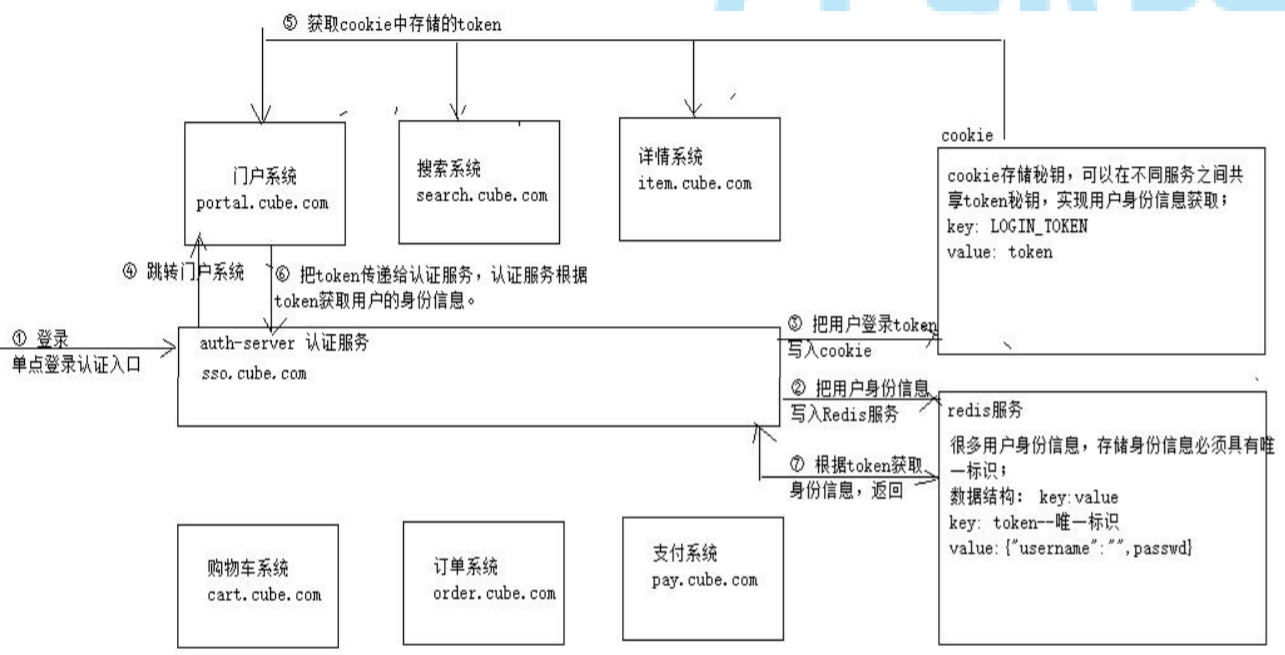 ⑤ 获取cookie中存储的token
门户系统
portal.cube.com
搜索系统
search.cube.com
详情系统
item.cube.com
cookie
cookie存储秘钥，可以在不同服务之间共
享token秘钥，实现用户身份信息获取；
key: LOGIN_TOKEN
value: token
④ 跳转门户系统
⑥ 把token传递给认证服务，认证服务根据
token获取用户的身份信息。
① 登录
单点登录认证入口
auth-server 认证服务
sso.cube.com
③ 把用户登录token
写入cookie
② 把用户身份信息
写入Redis服务
⑦ 根据token获取
身份信息，返回
redis服务
很多用户身份信息，存储身份信息必须具有唯
一标识；
数据结构： key:value
key: token--唯一标识
value:{"username":"",passwd}
购物车系统
cart.cube.com
订单系统
order.cube.com
支付系统
pay.cube.com